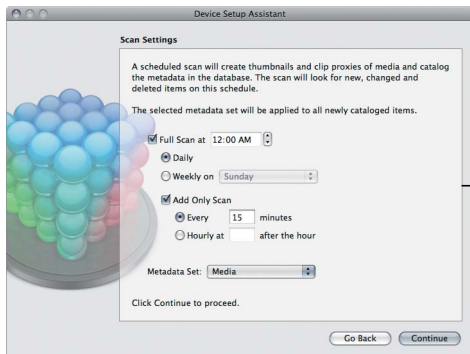 Device Setup Assistant
Scan Settings
A scheduled scan will create thumbnails and clip proxies of media and catalog
the metadata in the database. The scan will look for new, changed and
deleted items on this schedule.
The selected metadata set will be applied to all newly cataloged items.
Full Scan at 12:00 AM
Daily
Weekly on Sunday
Add Only Scan
Every 15 minutes
Hourly at after the hour
Metadata Set: Media
Click Continue to proceed.
Go Back Continue